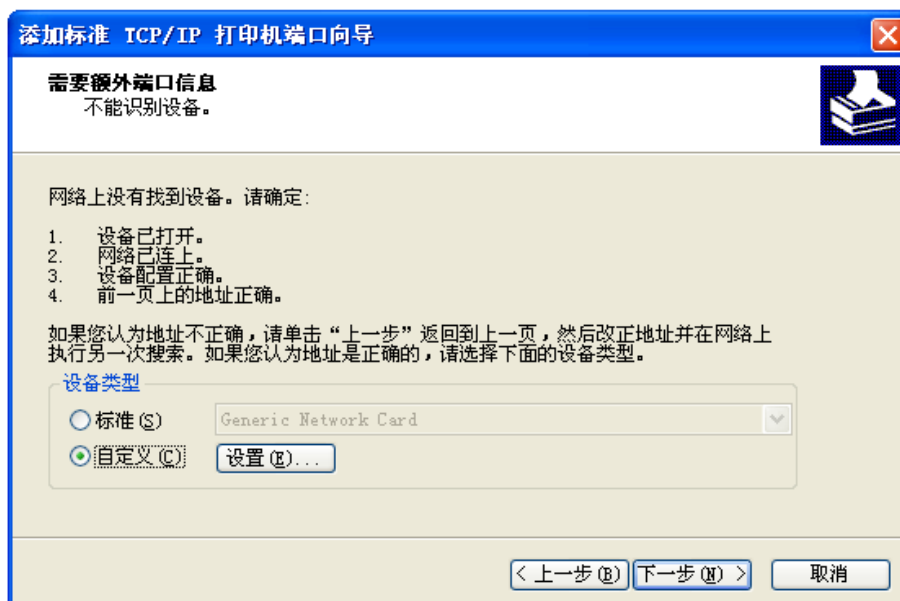 添加标准 TCP/IP 打印机端口向导
需要额外端口信息
不能识别设备。
网络上没有找到设备。请确定:
1. 设备已打开。
2. 网络已连上。
3. 设备配置正确。
4. 前一页上的地址正确。
如果您认为地址不正确,请单击“上一步”返回到上一页,然后改正地址并在网络上
执行另一次搜索。如果您认为地址是正确的,请选择下面的设备类型。
设备类型
标准(S) Generic Network Card
自定义(C) 设置(E)...
< 上一步(B) 下一步(N) > 取消